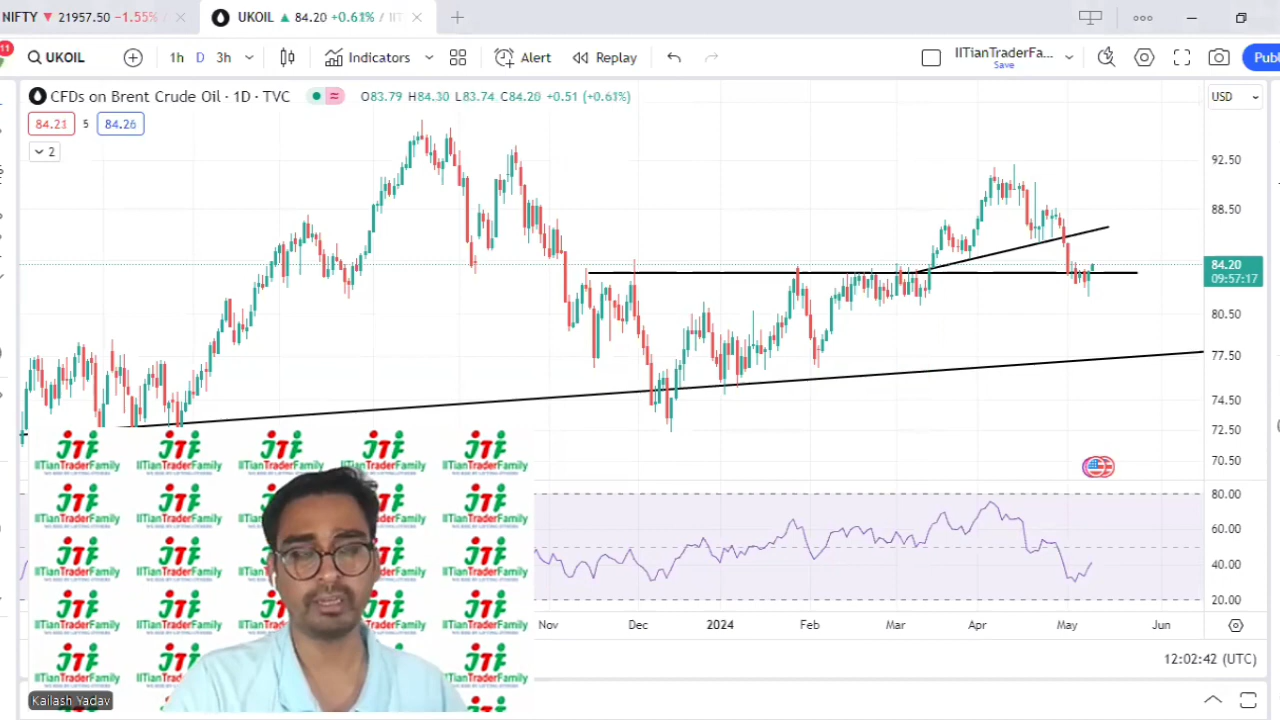 NIFTY ▼ 21957.50 −1.55% /
UKOIL ▲ 84.20 +0.61% /
11
UKOIL
1h D 3h
Indicators
Alert
Replay
IITianTraderFa...
Save
Publ
CFDs on Brent Crude Oil · 1D · TVC
O83.79 H84.30 L83.74 C84.20 +0.51 (+0.61%)
USD
84.21 5 84.26
2
92.50
88.50
84.20
09:57:17
80.50
77.50
74.50
72.50
70.50
80.00
60.00
40.00
20.00
Nov Dec 2024 Feb Mar Apr May Jun
12:02:42 (UTC)
ITF
IITianTraderFamily
Kailash Yadav